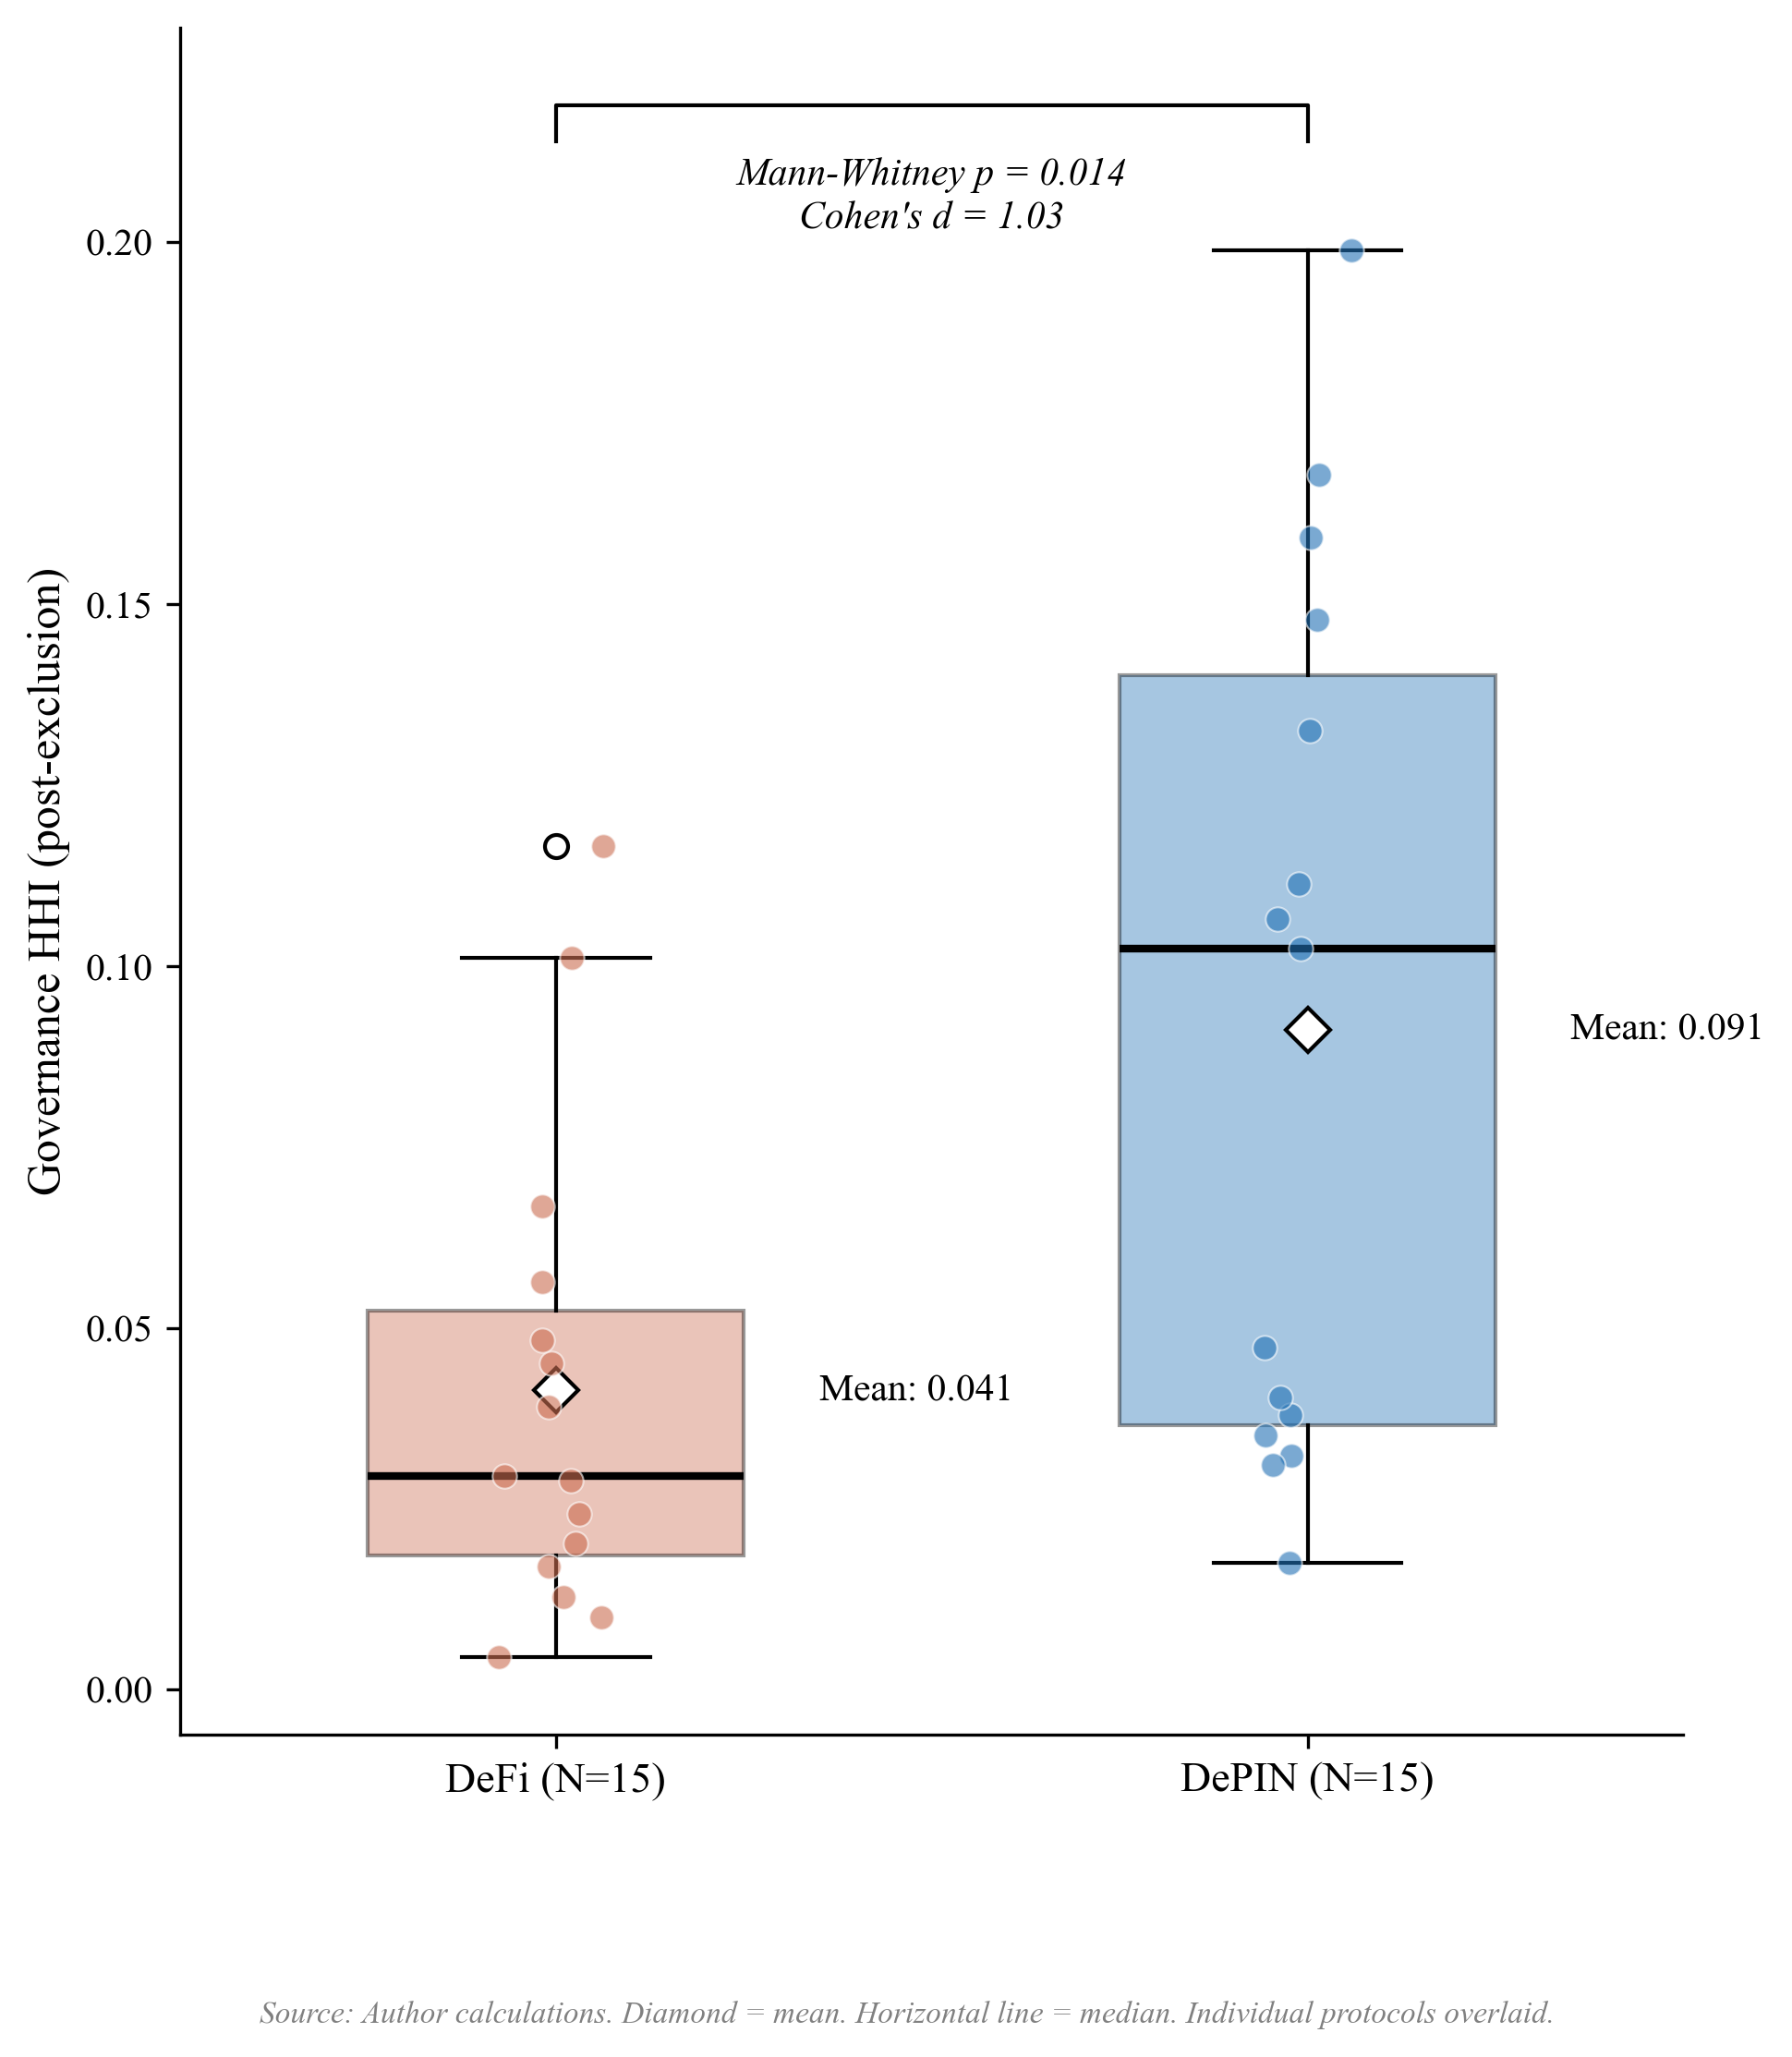 Mann-Whitney p = 0.014
Cohen's d = 1.03
Governance HHI (post-exclusion)
0.20
0.15
0.10
0.05
0.00
Mean: 0.091
Mean: 0.041
DeFi (N=15)
DePIN (N=15)
Source: Author calculations. Diamond = mean. Horizontal line = median. Individual protocols overlaid.